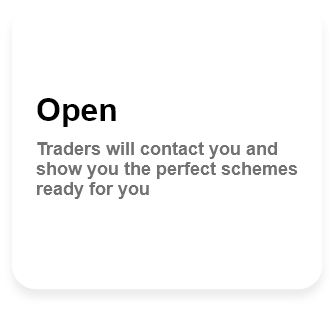 Open
Traders will contact you and
show you the perfect schemes
ready for you